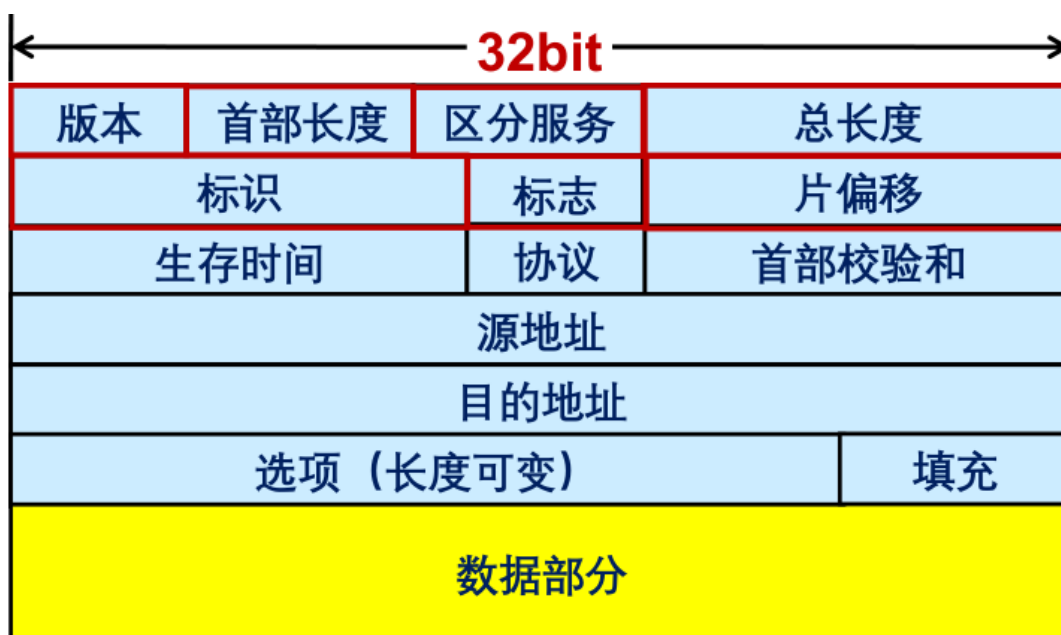 32bit
版本 首部长度 区分服务 总长度
标识 标志 片偏移
生存时间 协议 首部校验和
源地址
目的地址
选项（长度可变） 填充
数据部分